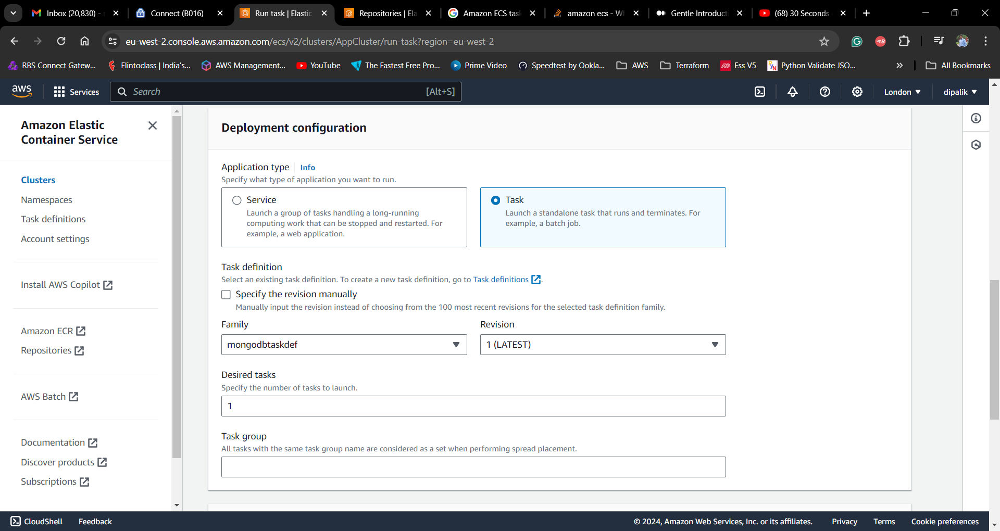 Inbox (20,830) -
Connect (B016)
Run task | Elastic
Repositories | Ela
Amazon ECS task
amazon ecs - Wh
Gentle Introduct
(68) 30 Seconds
eu-west-2.console.aws.amazon.com/ecs/v2/clusters/AppCluster/run-task?region=eu-west-2
RBS Connect Gatew...
Flintoclass | India's...
AWS Management...
YouTube
The Fastest Free Pro...
Prime Video
Speedtest by Ookla...
AWS
Terraform
Ess V5
Python Validate JSO...
All Bookmarks
aws
Services
Search
[Alt+S]
London
dipalik
Amazon Elastic
Container Service
Clusters
Namespaces
Task definitions
Account settings
Install AWS Copilot
Amazon ECR
Repositories
AWS Batch
Documentation
Discover products
Subscriptions
Deployment configuration
Application type
Info
Specify what type of application you want to run.
Service
Launch a group of tasks handling a long-running
computing work that can be stopped and restarted. For
example, a web application.
Task
Launch a standalone task that runs and terminates. For
example, a batch job.
Task definition
Select an existing task definition. To create a new task definition, go to Task definitions.
Specify the revision manually
Manually input the revision instead of choosing from the 100 most recent revisions for the selected task definition family.
Family
Revision
mongodbtaskdef
1 (LATEST)
Desired tasks
Specify the number of tasks to launch.
1
Task group
All tasks with the same task group name are considered as a set when performing spread placement.
CloudShell
Feedback
© 2024, Amazon Web Services, Inc. or its affiliates.
Privacy
Terms
Cookie preferences